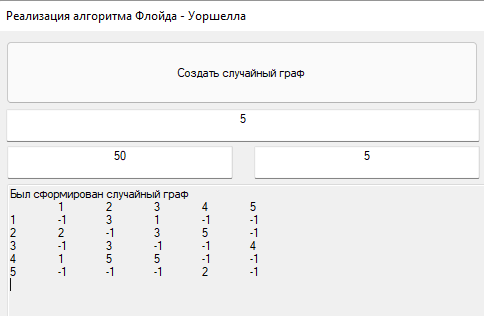 Реализация алгоритма Флойда - Уоршелла
Создать случайный граф
5
50 5
Был сформирован случайный граф
1 2 3 4 5
1 -1 3 1 -1 -1
2 2 -1 3 5 -1
3 -1 3 -1 -1 4
4 1 5 5 -1 -1
5 -1 -1 -1 2 -1